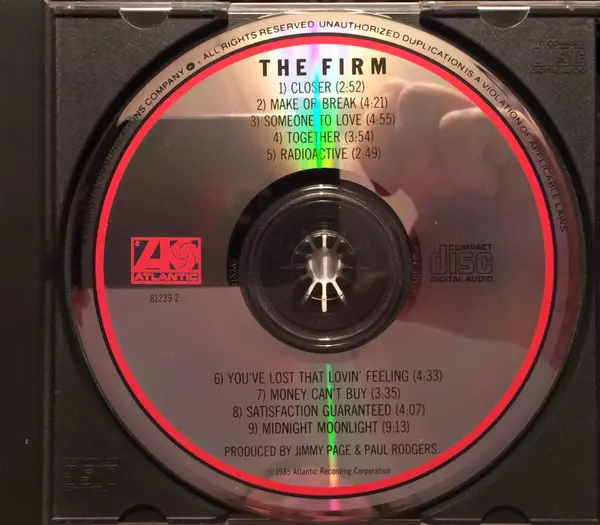 ONS COMPANY ALL RIGHTS RESERVED UNAUTHORIZED DUPLICATION IS A VIOLATION OF APPLICABLE LAWS
THE FIRM
1) CLOSER (2:52)
2) MAKE OR BREAK (4:21)
3) SOMEONE TO LOVE (4:55)
4) TOGETHER (3:54)
5) RADIOACTIVE (2:49)
ATLANTIC
81239-2
COMPACT
disc
DIGITAL AUDIO
6) YOU'VE LOST THAT LOVIN' FEELING (4:33)
7) MONEY CAN'T BUY (3:35)
8) SATISFACTION GUARANTEED (4:07)
9) MIDNIGHT MOONLIGHT (9:13)
PRODUCED BY JIMMY PAGE & PAUL RODGERS
© 1985 Atlantic Recording Corporation